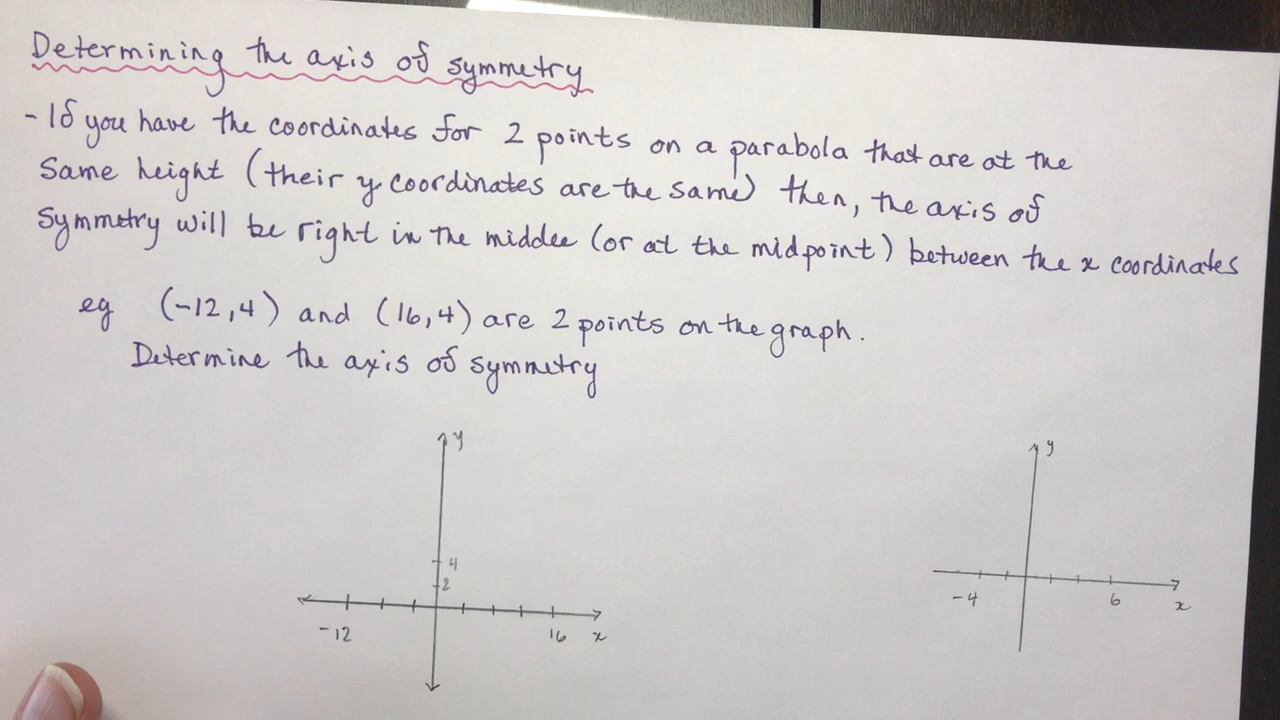 Determining the axis of symmetry
- If you have the coordinates for 2 points on a parabola that are at the
same height (their y coordinates are the same) then, the axis of
symmetry will be right in the middle (or at the midpoint) between the x coordinates
eg (-12,4) and (16,4) are 2 points on the graph.
Determine the axis of symmetry
y
4
2
-12 16 x
y
-4 6 x